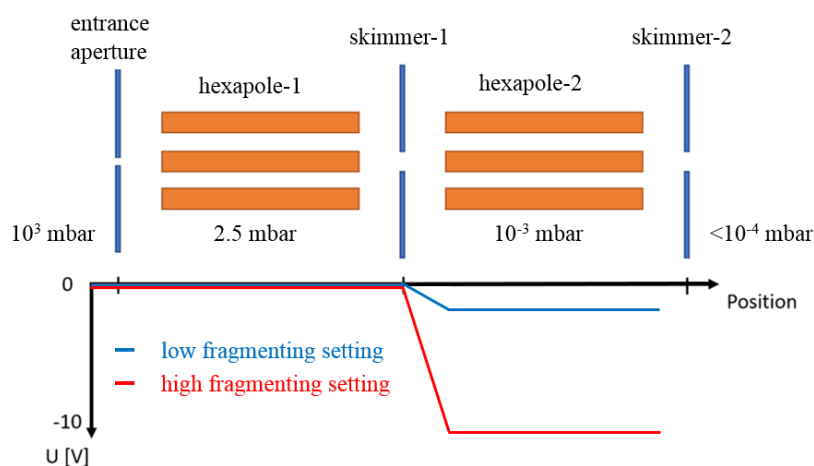 entrance
aperture
skimmer-1
skimmer-2
hexapole-1
hexapole-2
10³ mbar
2.5 mbar
10⁻³ mbar
<10⁻⁴ mbar
0
Position
low fragmenting setting
high fragmenting setting
-10
U [V]